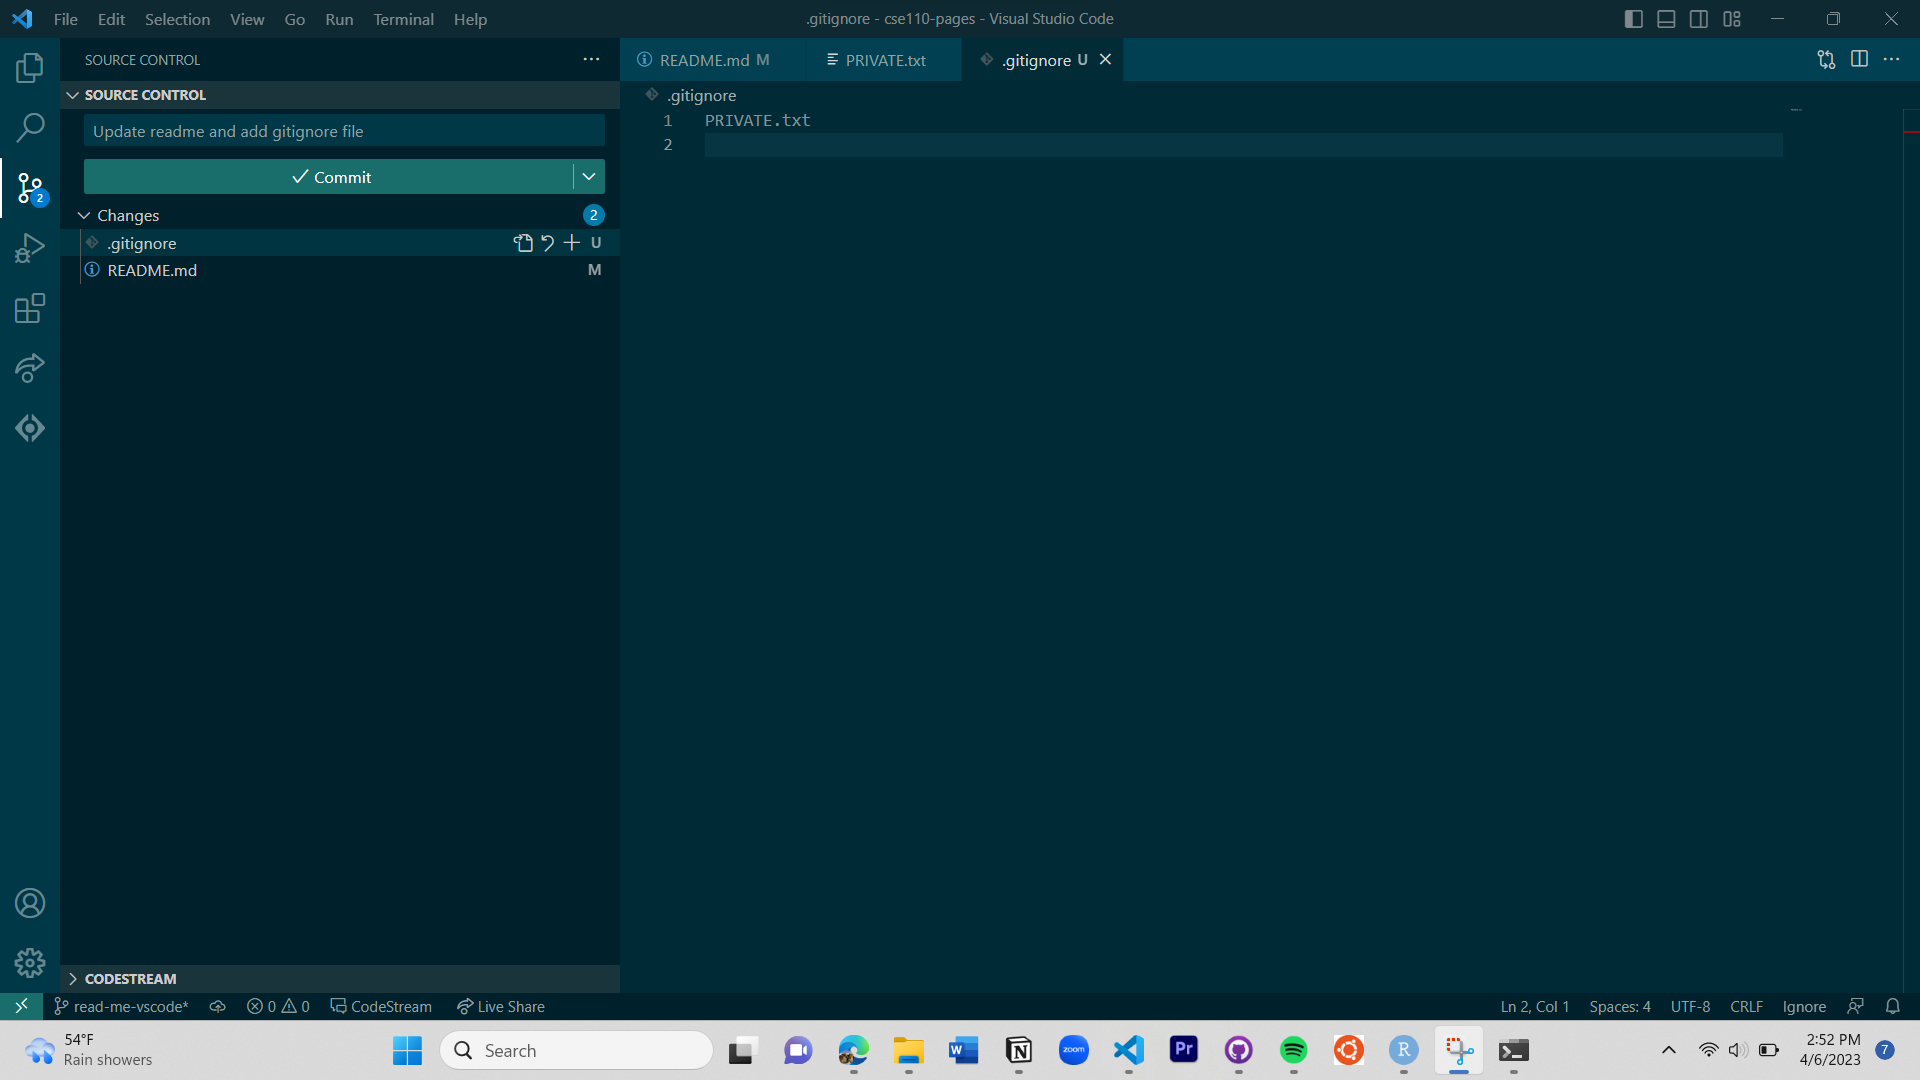 File Edit Selection View Go Run Terminal Help
.gitignore - cse110-pages - Visual Studio Code
SOURCE CONTROL
SOURCE CONTROL
Update readme and add gitignore file
Commit
Changes 2
.gitignore U
README.md M
2
CODESTREAM
README.md M PRIVATE.txt .gitignore U
.gitignore
1 PRIVATE.txt
2
read-me-vscode* 0 0 CodeStream Live Share
Ln 2, Col 1 Spaces: 4 UTF-8 CRLF Ignore
54°F
Rain showers
Search
W
N
zoom
Pr
R
2:52 PM
4/6/2023
7